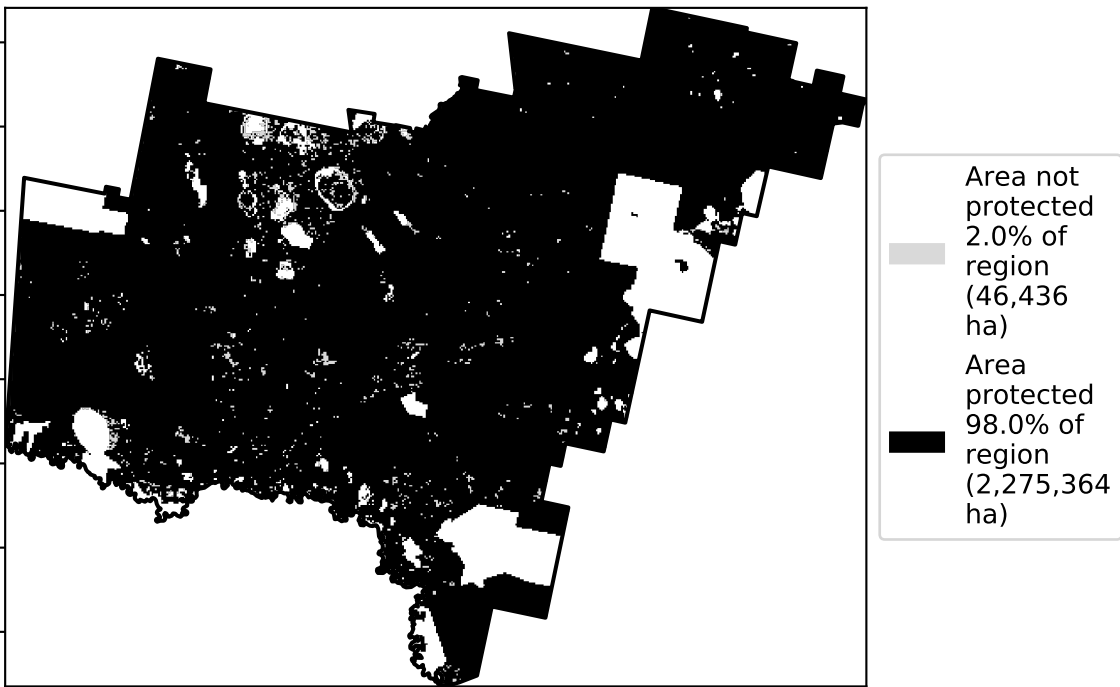 Area not
protected
2.0% of
region
(46,436
ha)
Area
protected
98.0% of
region
(2,275,364
ha)